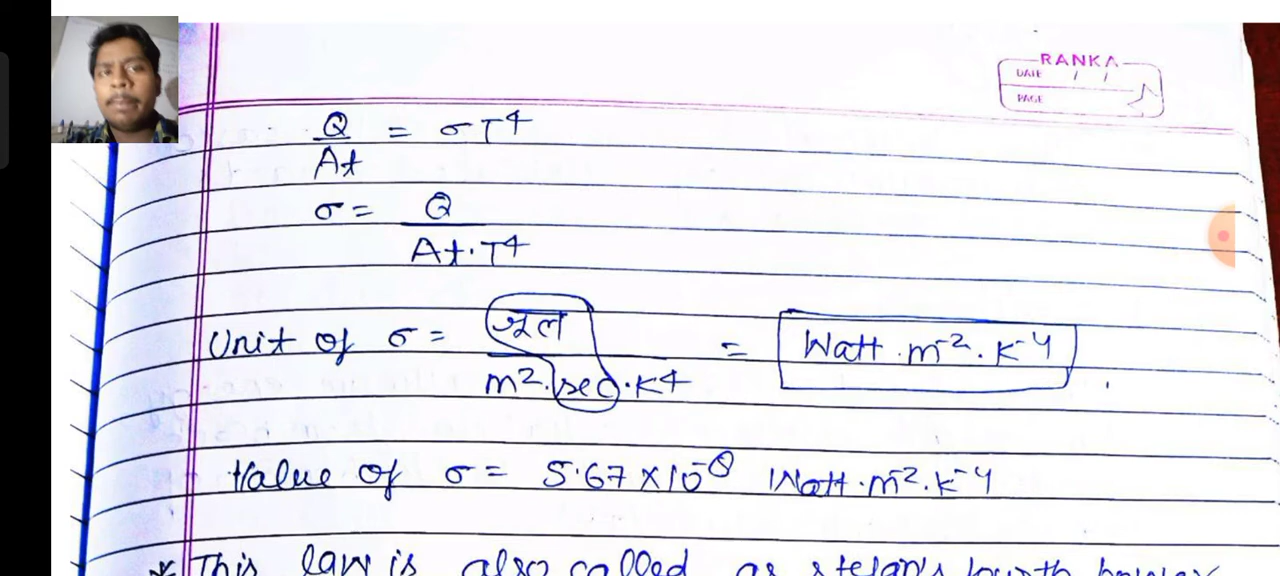 RANKA
DATE / /
PAGE
Q/At = σT⁴
σ = Q/At·T⁴
Unit of σ = जूल/m²·sec·K⁴ = Watt·m⁻²·K⁻⁴
Value of σ = 5·67×10⁻⁸ Watt·m⁻²·K⁻⁴
* This law is also called as stefan's fourth power